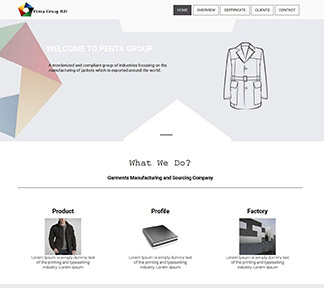 Penta Group BD
HOME
OVERVIEW
CERTIFICATE
CLIENTS
CONTACT
WELCOME TO PENTA GROUP
A mordenized and compliant group of industries focusing on the
manufacturing of jackets which is exported around the world.
What We Do?
Garments Manufacturing and Sourcing Company
Product
Profile
Factory
Lorem Ipsum is simply dummy text
of the printing and typesetting
industry. Lorem Ipsum
Lorem Ipsum is simply dummy text
of the printing and typesetting
industry. Lorem Ipsum
Lorem Ipsum is simply dummy text
of the printing and typesetting
industry. Lorem Ipsum